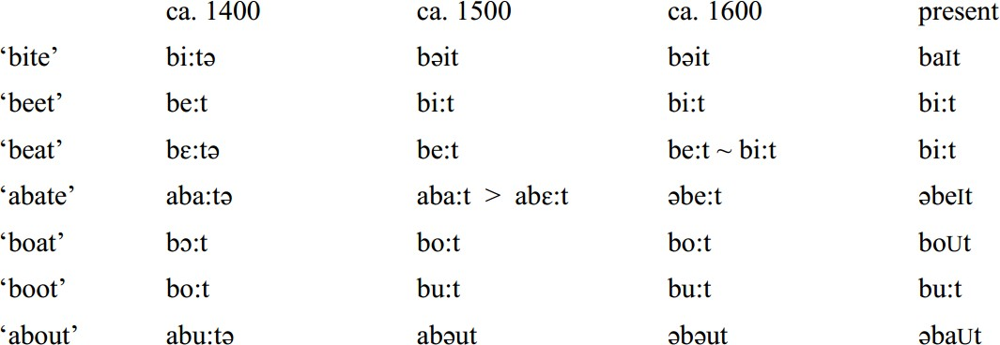 ca. 1400 ca. 1500 ca. 1600 present
‘bite’ bi:tə bəit bəit baIt
‘beet’ be:t bi:t bi:t bi:t
‘beat’ bɛ:tə be:t be:t ~ bi:t bi:t
‘abate’ aba:tə aba:t > abɛ:t əbe:t əbeIt
‘boat’ bɔ:t bo:t bo:t boUt
‘boot’ bo:t bu:t bu:t bu:t
‘about’ abu:tə abəut əbəut əbaUt